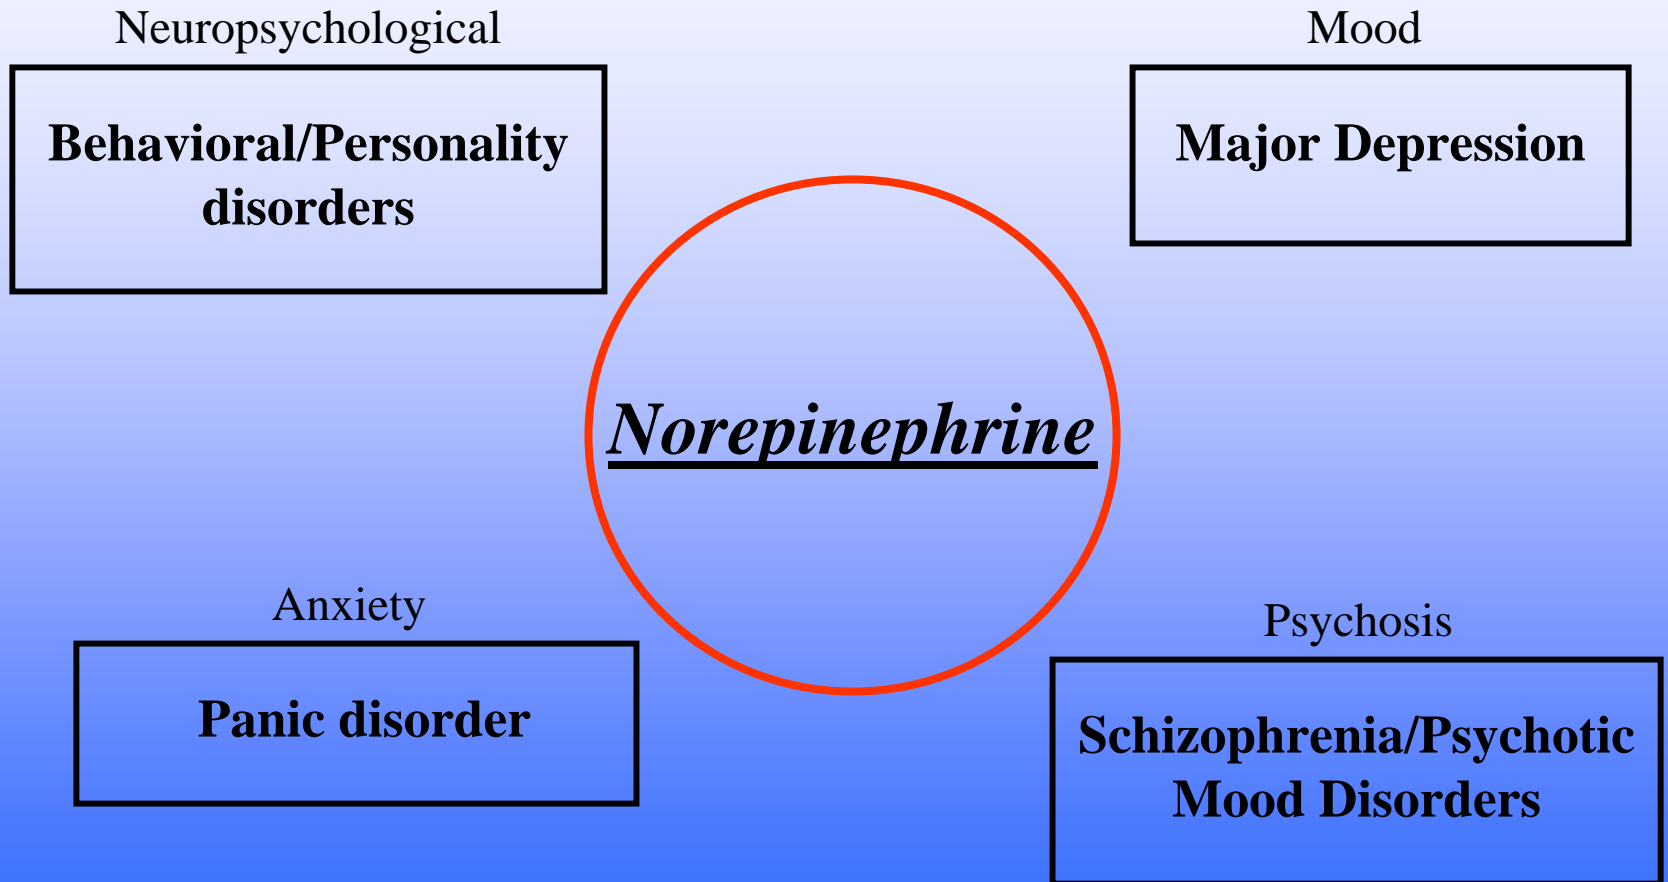 Neuropsychological
Behavioral/Personality
disorders
Mood
Major Depression
Norepinephrine
Anxiety
Panic disorder
Psychosis
Schizophrenia/Psychotic
Mood Disorders